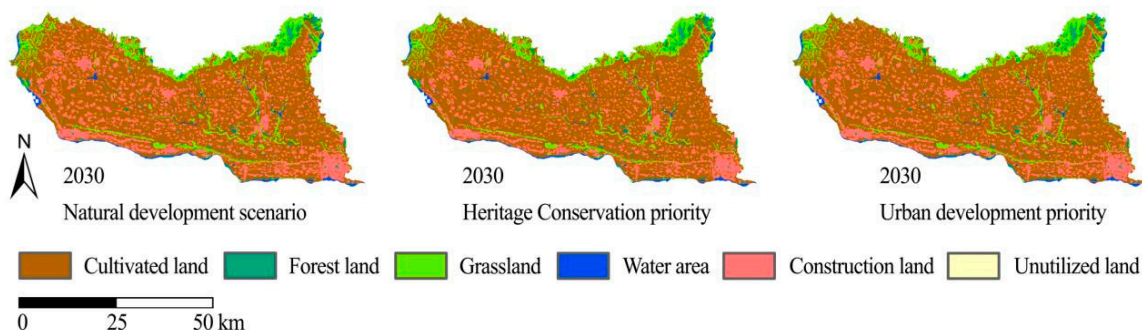 N
2030
Natural development scenario
2030
Heritage Conservation priority
2030
Urban development priority
Cultivated land
Forest land
Grassland
Water area
Construction land
Unutilized land
0 25 50 km